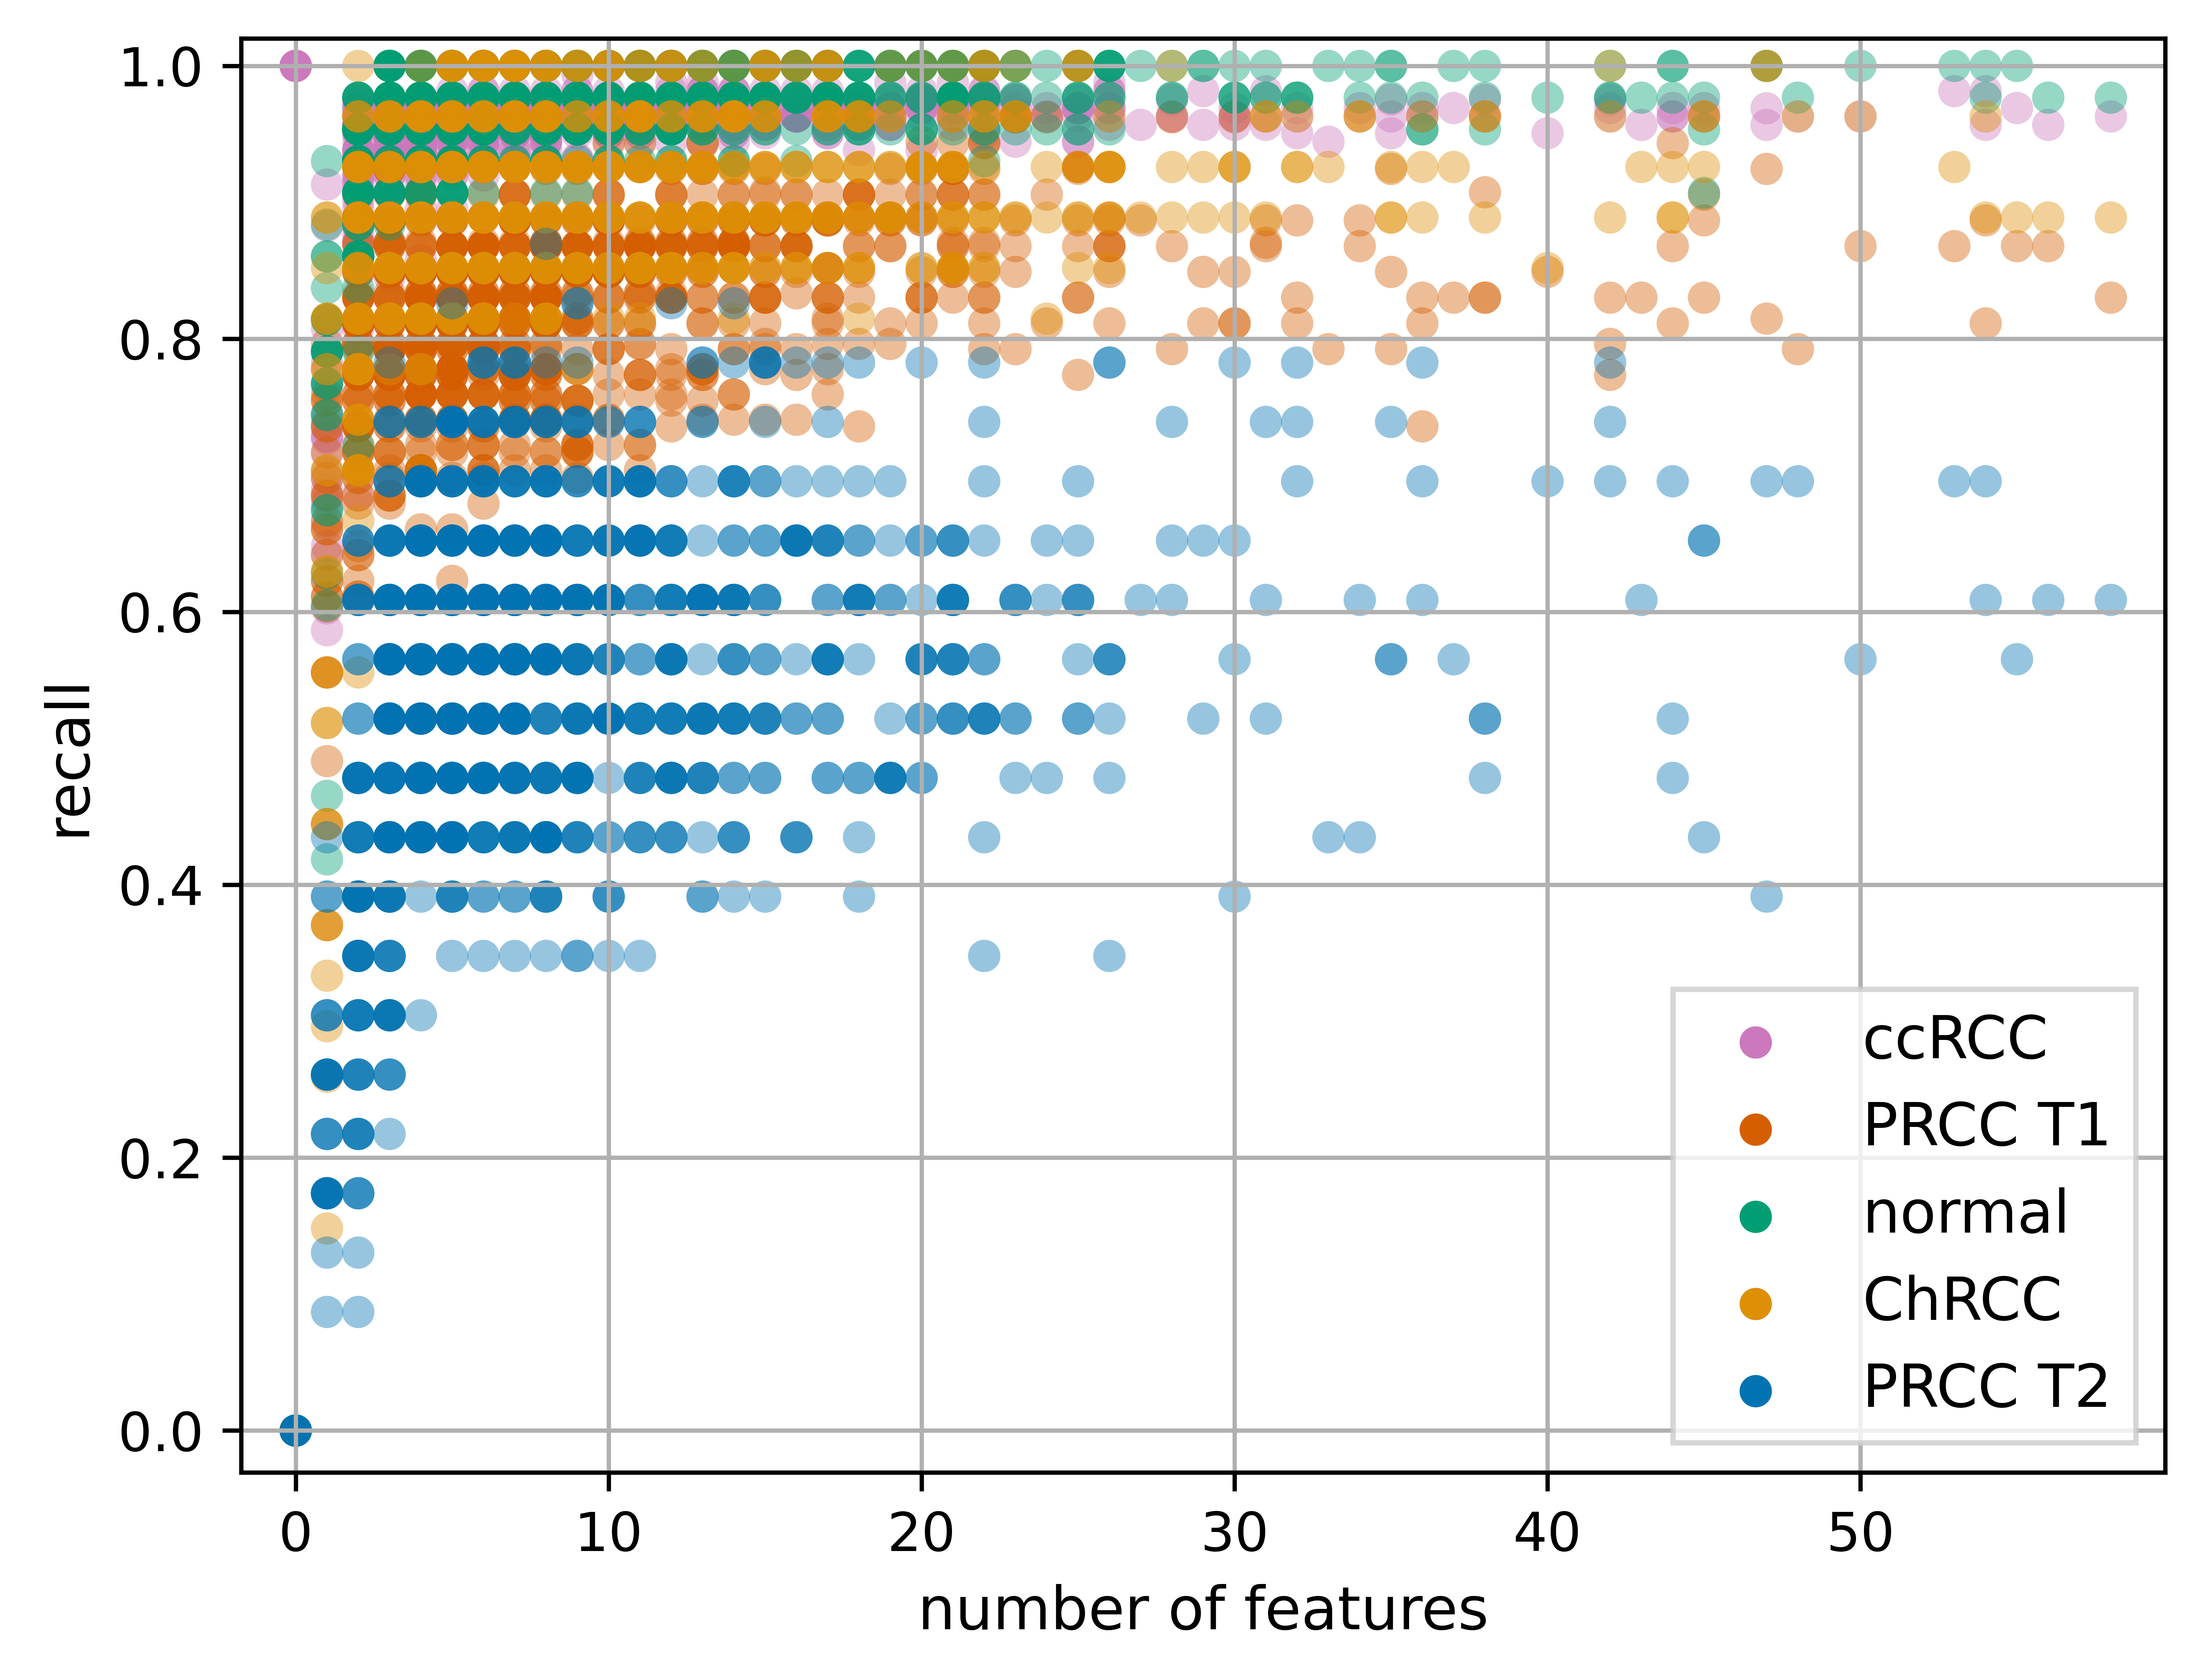 1.0
0.8
0.6
0.4
0.2
0.0
recall
0 10 20 30 40 50
number of features
ccRCC
PRCC T1
normal
ChRCC
PRCC T2